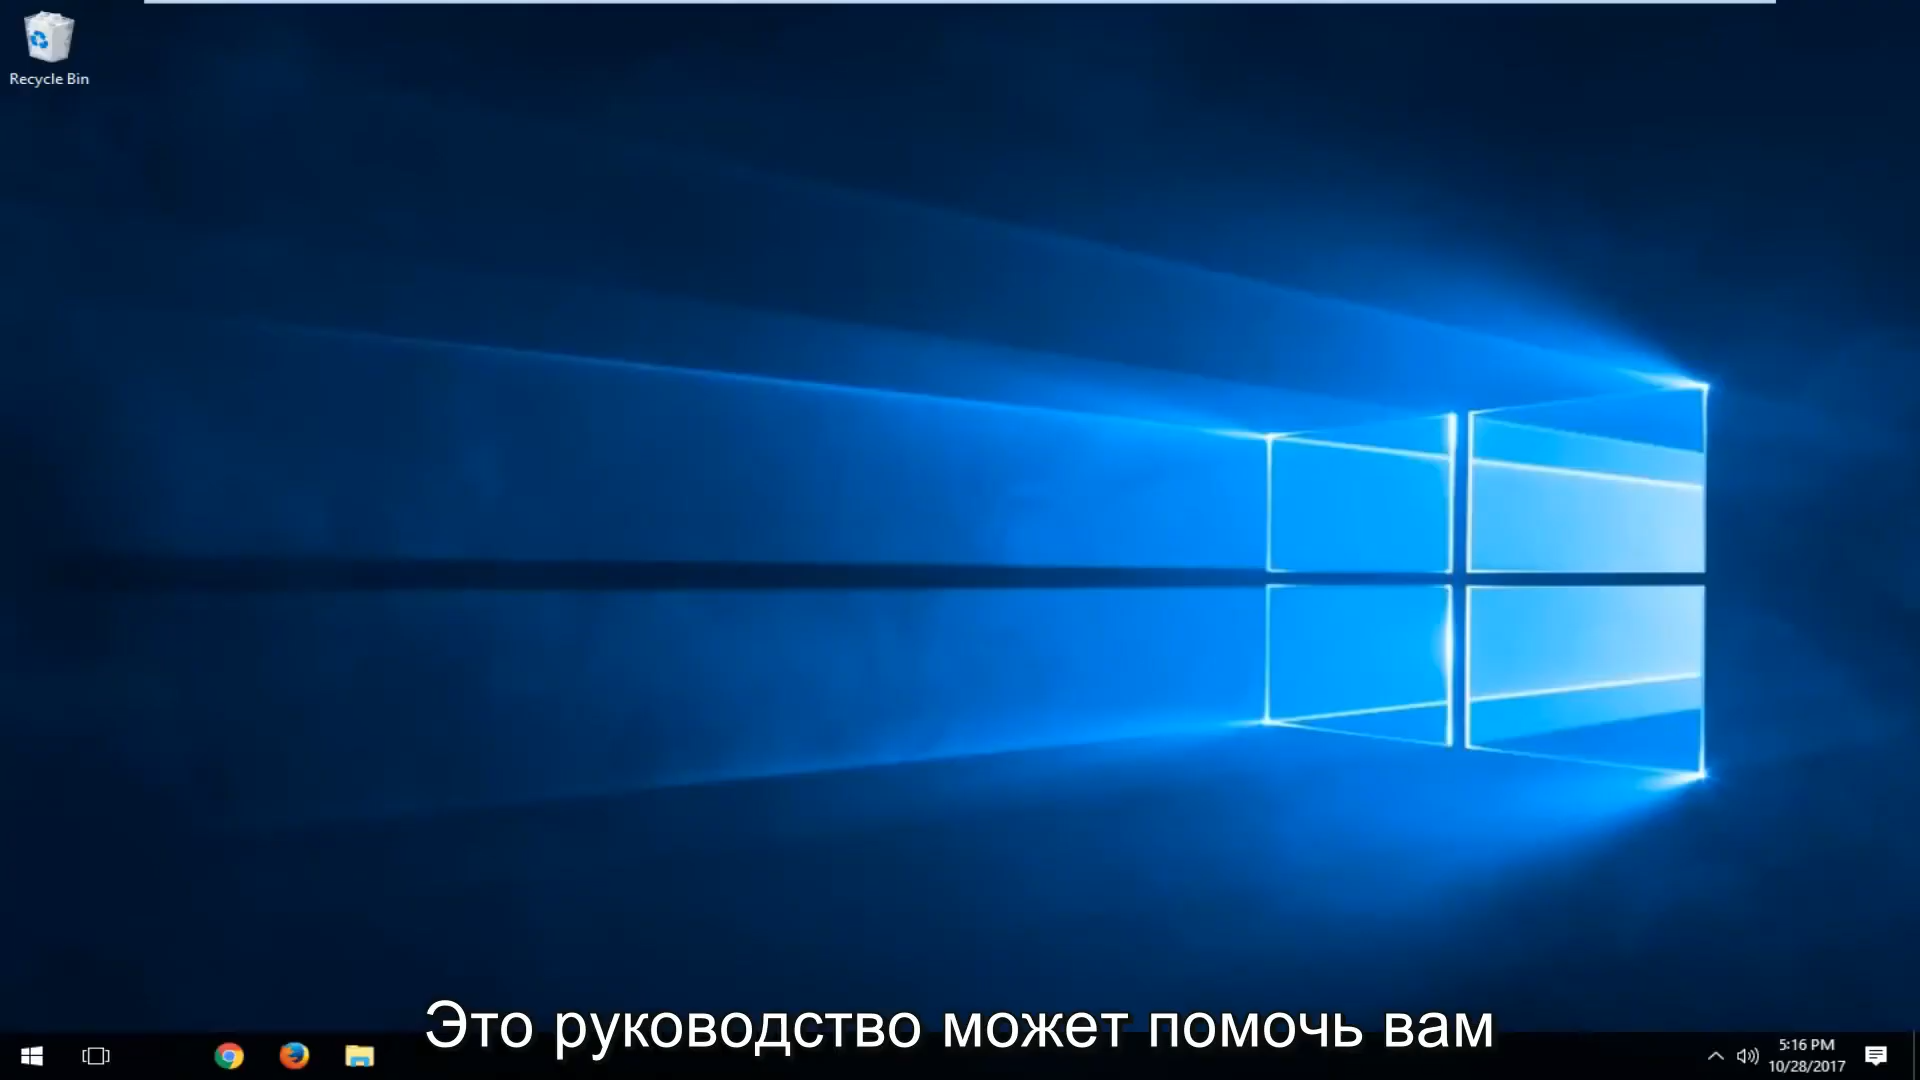 Recycle Bin
Это руководство может помочь вам
5:16 PM
10/28/2017